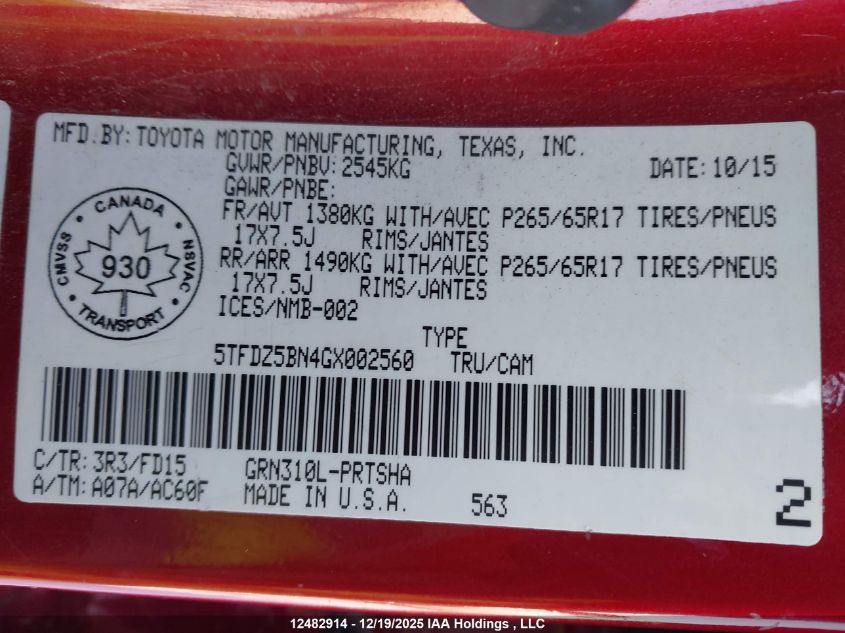 MFD.BY:TOYOTA MOTOR MANUFACTURING, TEXAS, INC.
GVWR/PNBV:2545KG DATE:10/15
GAWR/PNBE:
FR/AVT 1380KG WITH/AVEC P265/65R17 TIRES/PNEUS
17X7.5J RIMS/JANTES
RR/ARR 1490KG WITH/AVEC P265/65R17 TIRES/PNEUS
17X7.5J RIMS/JANTES
ICES/NMB-002
CANADA
CMVSS
930
NSVAC
TRANSPORT
TYPE
5TFDZ5BN4GX002560 TRU/CAM
C/TR:3R3/FD15 GRN310L-PRTSHA
A/TM:A07A/AC60F MADE IN U.S.A. 563
2
12482914 - 12/19/2025 IAA Holdings , LLC